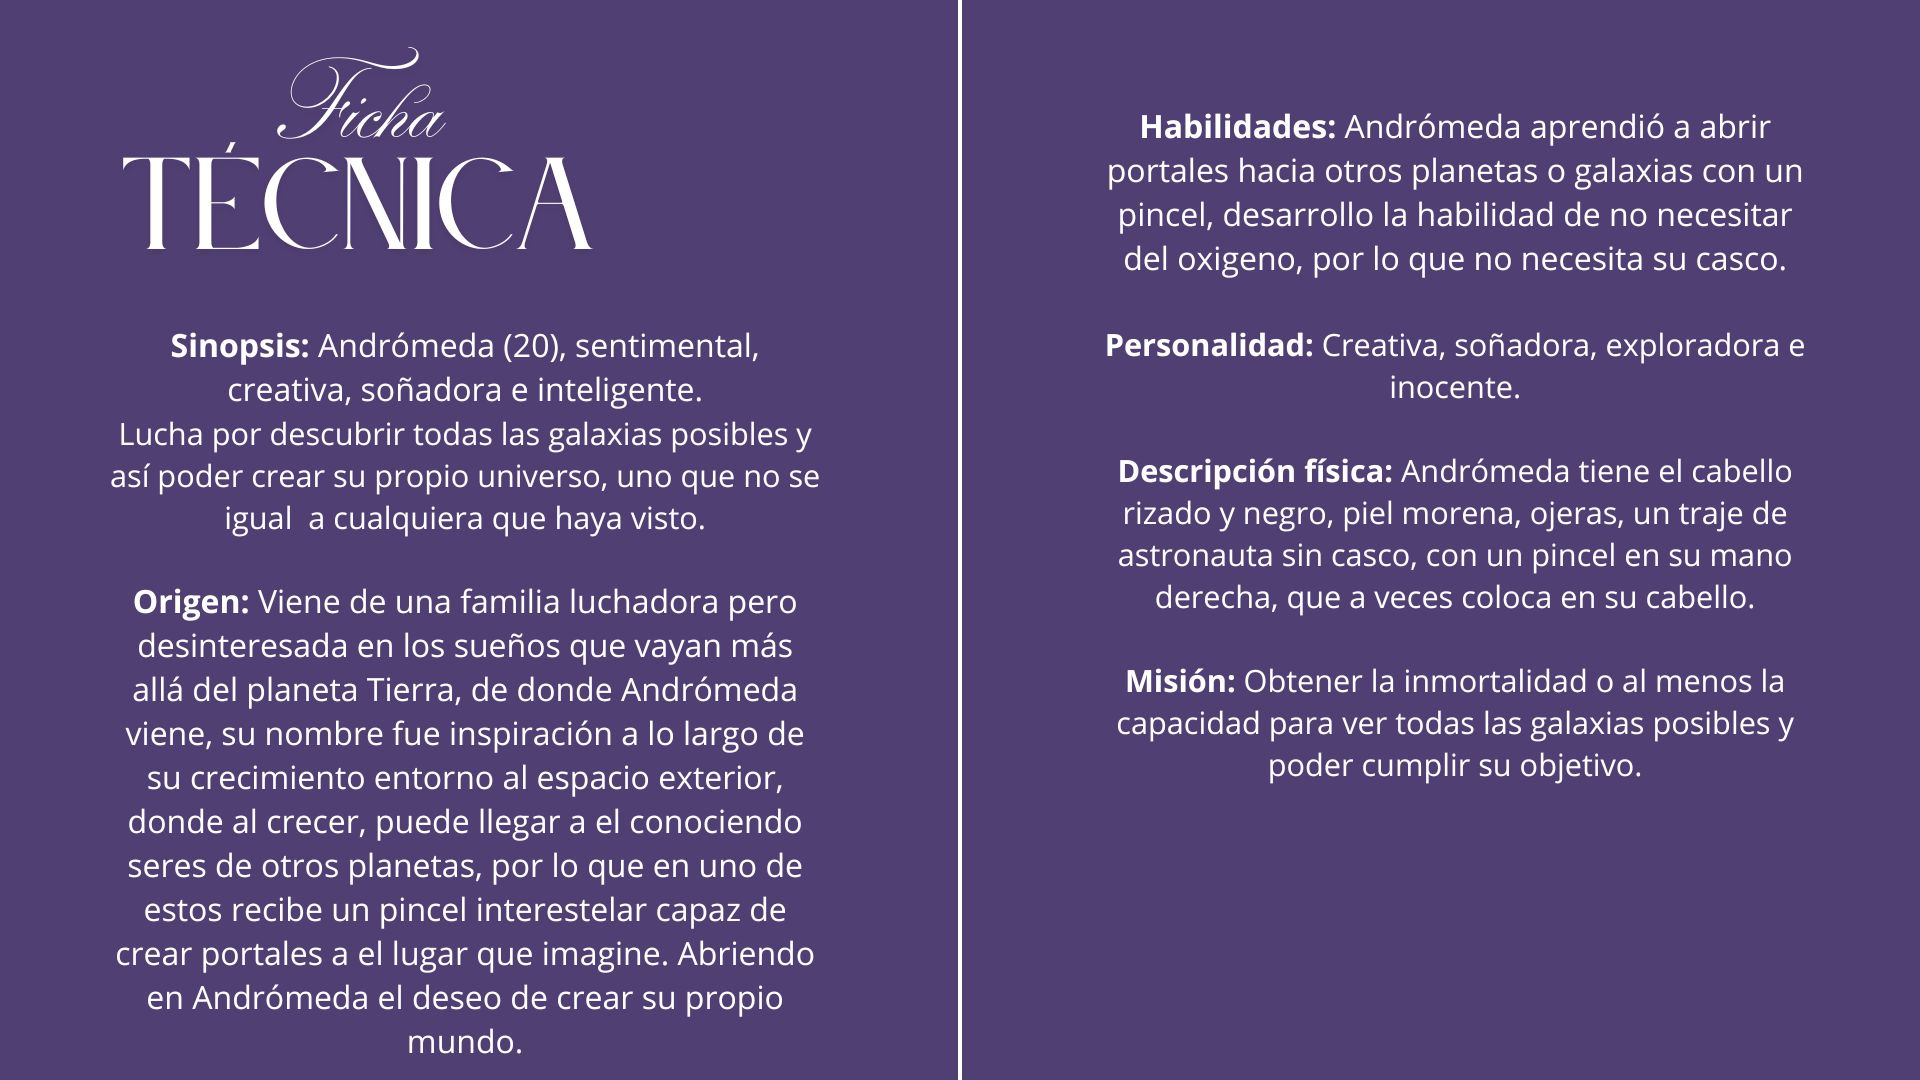 Ficha
TÉCNICA
Sinopsis: Andrómeda (20), sentimental,
creativa, soñadora e inteligente.
Lucha por descubrir todas las galaxias posibles y
así poder crear su propio universo, uno que no se
igual  a cualquiera que haya visto.
Origen: Viene de una familia luchadora pero
desinteresada en los sueños que vayan más
allá del planeta Tierra, de donde Andrómeda
viene, su nombre fue inspiración a lo largo de
su crecimiento entorno al espacio exterior,
donde al crecer, puede llegar a el conociendo
seres de otros planetas, por lo que en uno de
estos recibe un pincel interestelar capaz de
crear portales a el lugar que imagine. Abriendo
en Andrómeda el deseo de crear su propio
mundo.
Habilidades: Andrómeda aprendió a abrir
portales hacia otros planetas o galaxias con un
pincel, desarrollo la habilidad de no necesitar
del oxigeno, por lo que no necesita su casco.
Personalidad: Creativa, soñadora, exploradora e
inocente.
Descripción física: Andrómeda tiene el cabello
rizado y negro, piel morena, ojeras, un traje de
astronauta sin casco, con un pincel en su mano
derecha, que a veces coloca en su cabello.
Misión: Obtener la inmortalidad o al menos la
capacidad para ver todas las galaxias posibles y
poder cumplir su objetivo.